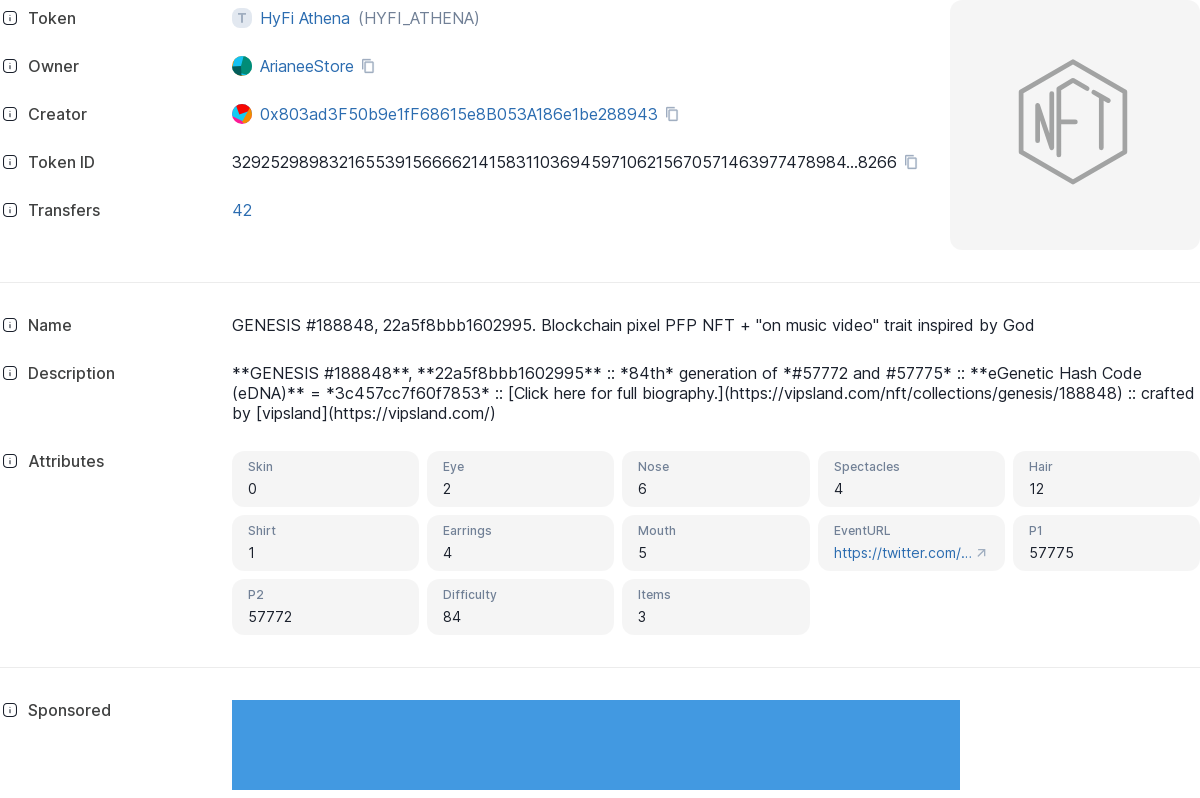 Token HyFi Athena (HYFI_ATHENA)
Owner ArianeeStore
Creator 0x803ad3F50b9e1fF68615e8B053A186e1be288943
Token ID 32925298983216553915666621415831103694597106215670571463977478984...8266
Transfers 42
NFT
Name GENESIS #188848, 22a5f8bbb1602995. Blockchain pixel PFP NFT + "on music video" trait inspired by God
Description **GENESIS #188848**, **22a5f8bbb1602995** :: *84th* generation of *#57772 and #57775* :: **eGenetic Hash Code
(eDNA)** = *3c457cc7f60f7853* :: [Click here for full biography.](https://vipsland.com/nft/collections/genesis/188848) :: crafted
by [vipsland](https://vipsland.com/)
Attributes
Skin Eye Nose Spectacles Hair
0 2 6 4 12
Shirt Earrings Mouth EventURL P1
1 4 5 https://twitter.com/... 57775
P2 Difficulty Items
57772 84 3
Sponsored